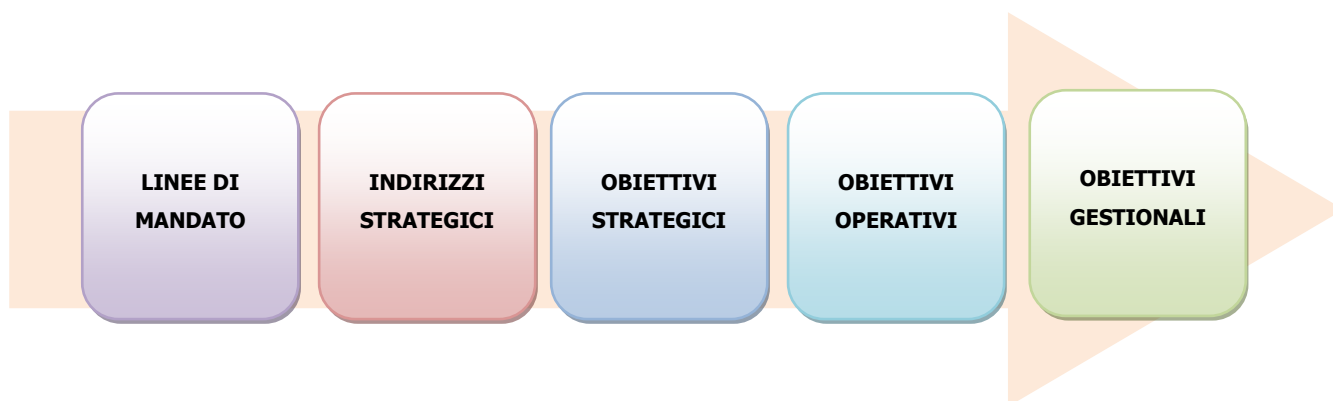 LINEE DI
MANDATO
INDIRIZZI
STRATEGICI
OBIETTIVI
STRATEGICI
OBIETTIVI
OPERATIVI
OBIETTIVI
GESTIONALI